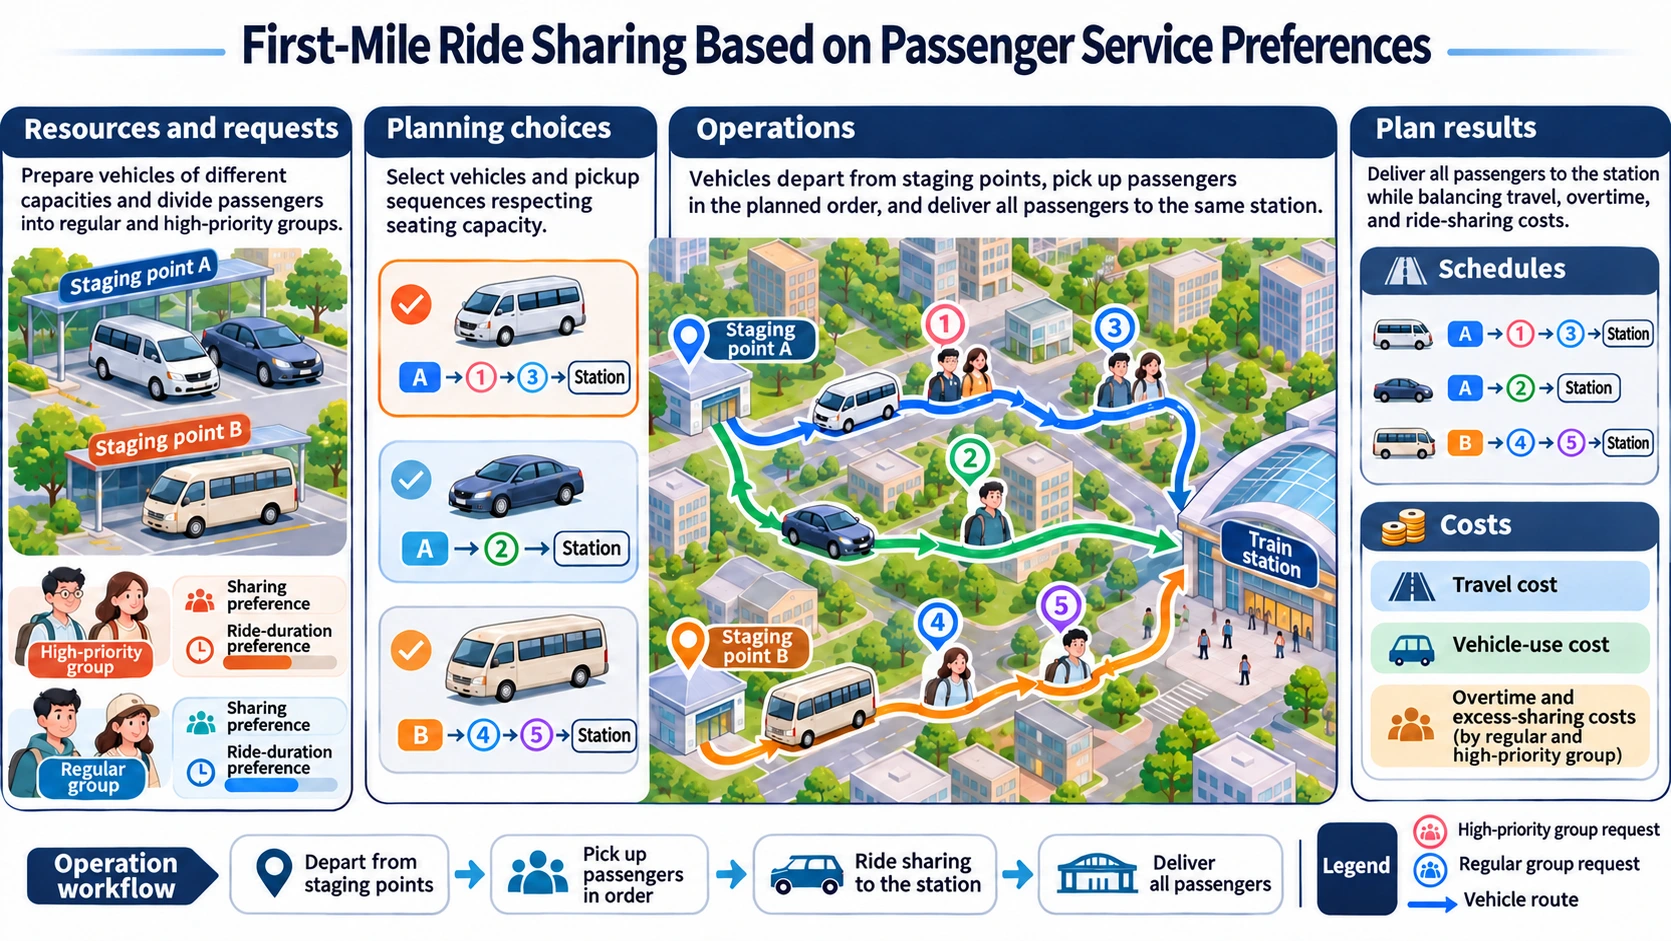 First-Mile Ride Sharing Based on Passenger Service Preferences
Resources and requests
Prepare vehicles of different
capacities and divide passengers
into regular and high-priority groups.
Staging point A
Staging point B
High-priority
group
Sharing
preference
Ride-duration
preference
Regular
group
Sharing
preference
Ride-duration
preference
Planning choices
Select vehicles and pickup
sequences respecting
seating capacity.
A 1 3 Station
A 2 Station
B 4 5 Station
Operations
Vehicles depart from staging points, pick up passengers
in the planned order, and deliver all passengers to the same station.
Staging
point A
1
3
2
Train
station
4
5
Staging
point B
Plan results
Deliver all passengers to the station
while balancing travel, overtime,
and ride-sharing costs.
Schedules
A 1 3 Station
A 2 Station
B 4 5 Station
Costs
Travel cost
Vehicle-use cost
Overtime and
excess-sharing costs
(by regular and
high-priority group)
Operation
workflow
Depart from
staging points
Pick up
passengers
in order
Ride sharing
to the station
Deliver
all passengers
Legend
High-priority group request
Regular group request
Vehicle route